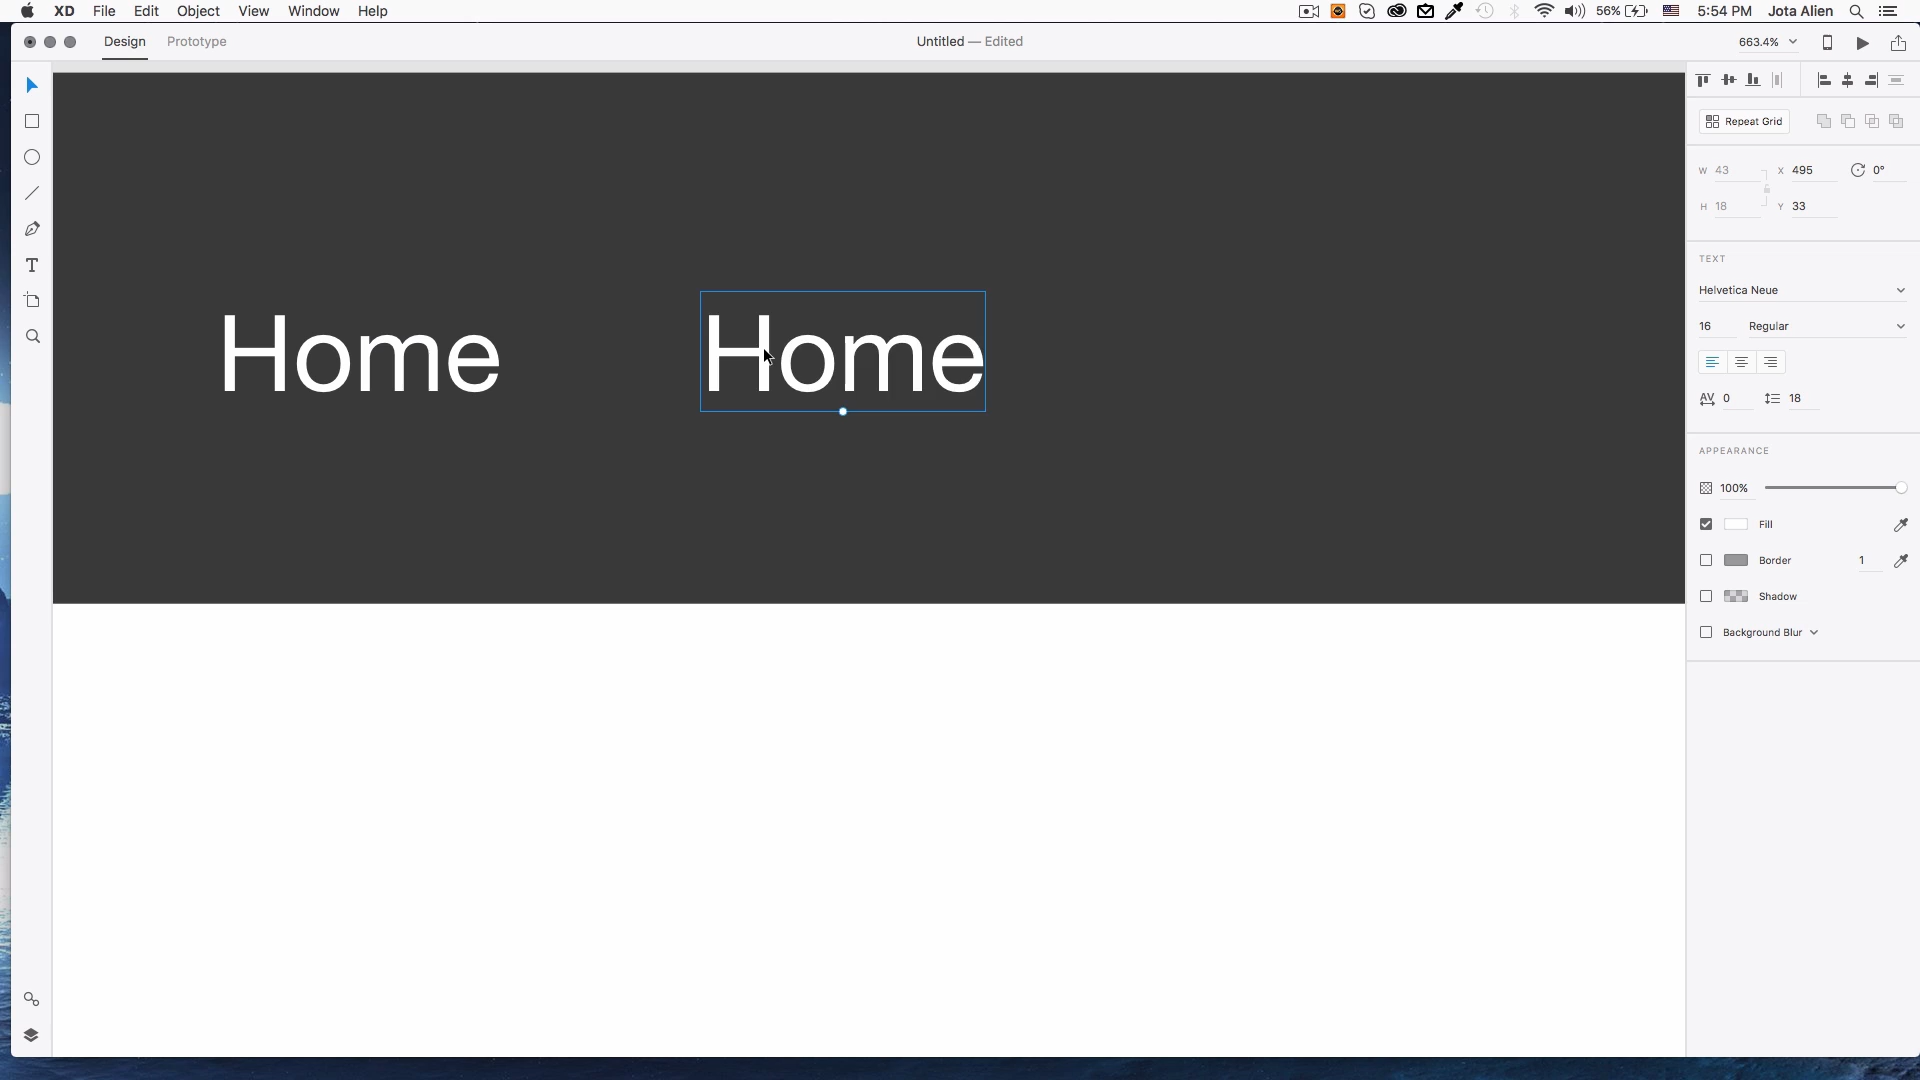 XD File Edit Object View Window Help 56% 5:54 PM Jota Alien
Design Prototype Untitled — Edited 663.4%
Repeat Grid
W 43 X 495 0°
H 18 Y 33
TEXT
Helvetica Neue
16 Regular
AV 0 18
APPEARANCE
100%
Fill
Border 1
Shadow
Background Blur
Home Home
T